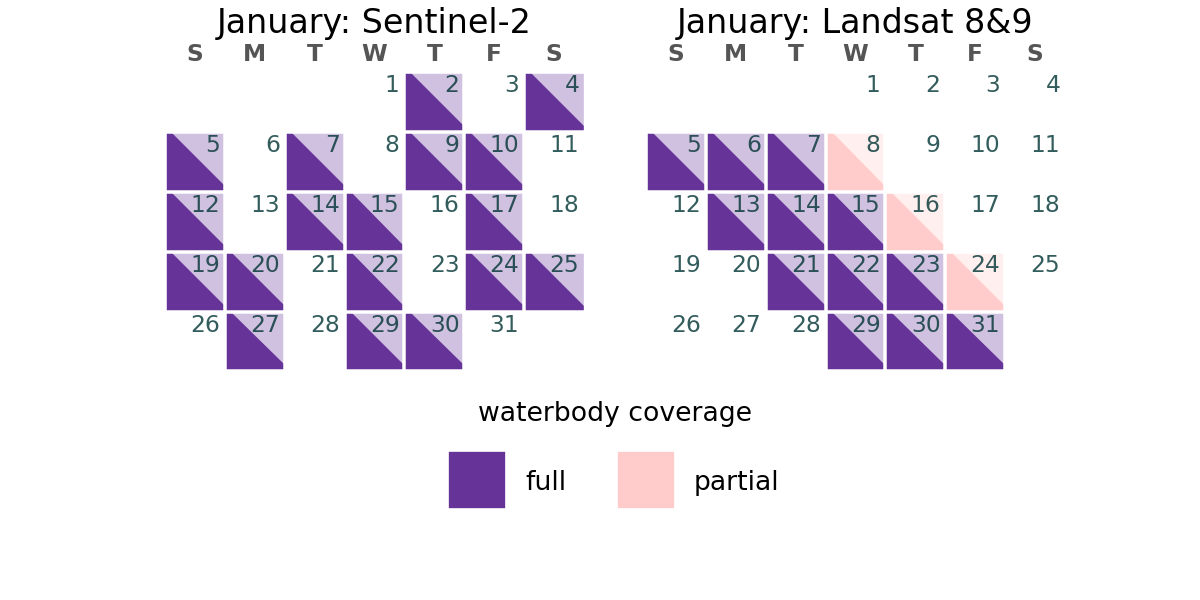 January: Sentinel-2
S M T W T F S
1 2 3 4
5 6 7 8 9 10 11
12 13 14 15 16 17 18
19 20 21 22 23 24 25
26 27 28 29 30 31
January: Landsat 8&9
S M T W T F S
1 2 3 4
5 6 7 8 9 10 11
12 13 14 15 16 17 18
19 20 21 22 23 24 25
26 27 28 29 30 31
waterbody coverage
full partial